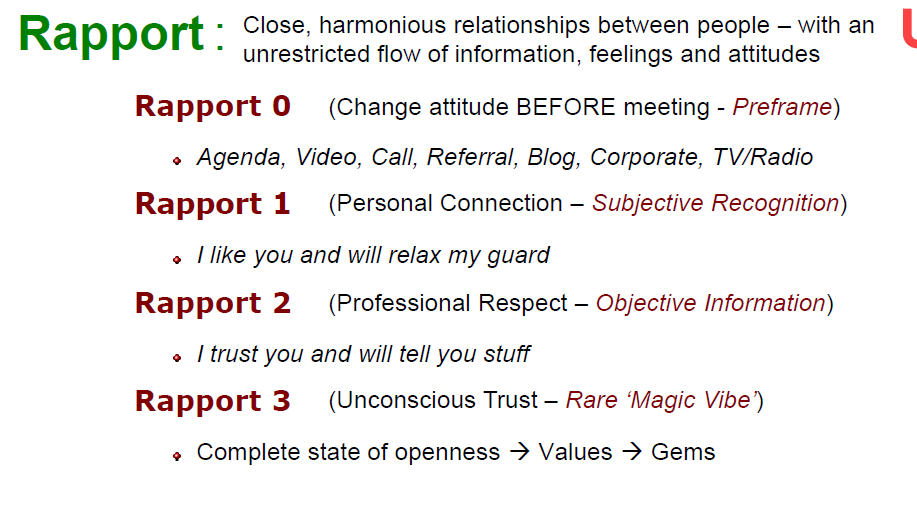 Rapport : Close, harmonious relationships between people – with an
unrestricted flow of information, feelings and attitudes
Rapport 0 (Change attitude BEFORE meeting - Preframe)
Agenda, Video, Call, Referral, Blog, Corporate, TV/Radio
Rapport 1 (Personal Connection – Subjective Recognition)
I like you and will relax my guard
Rapport 2 (Professional Respect – Objective Information)
I trust you and will tell you stuff
Rapport 3 (Unconscious Trust – Rare ‘Magic Vibe’)
Complete state of openness → Values → Gems